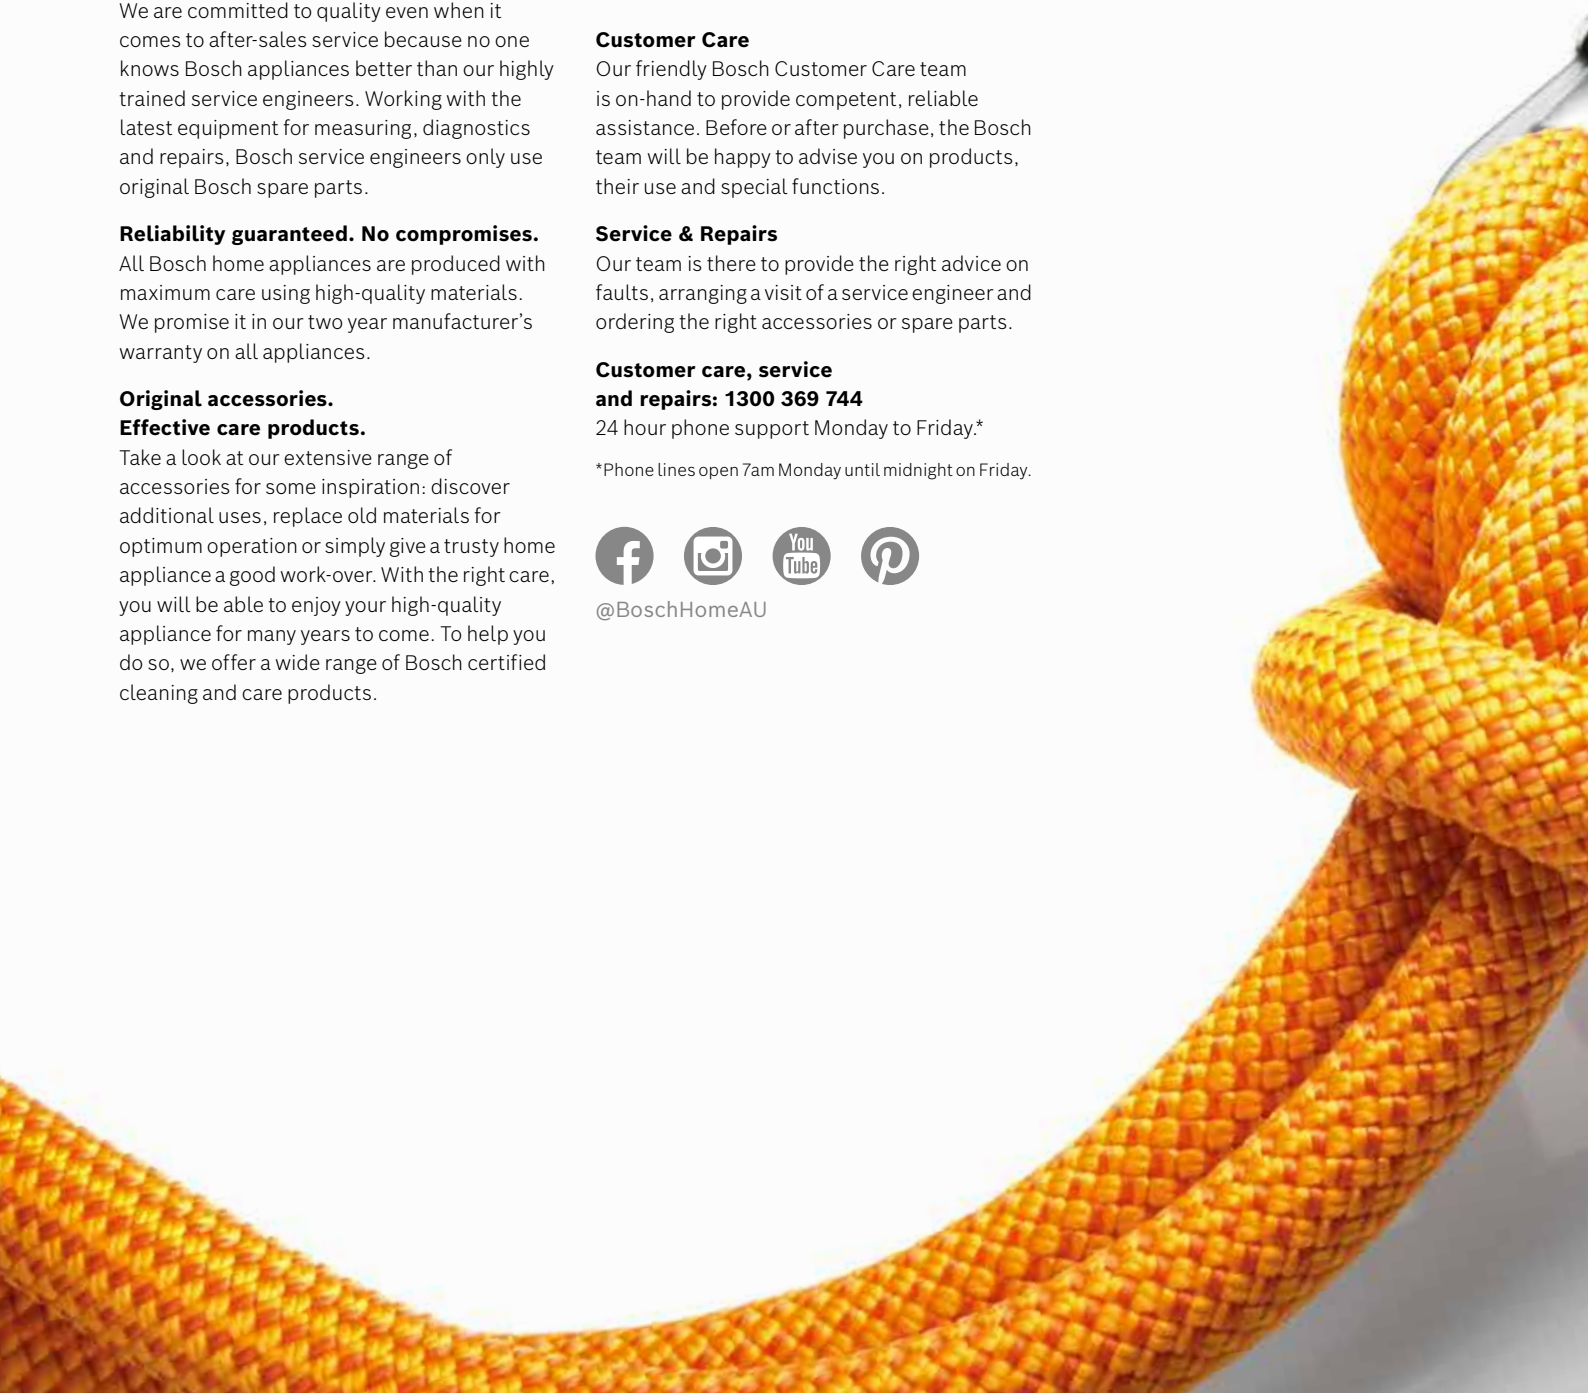 We are committed to quality even when it
comes to after-sales service because no one
knows Bosch appliances better than our highly
trained service engineers. Working with the
latest equipment for measuring, diagnostics
and repairs, Bosch service engineers only use
original Bosch spare parts.
Reliability guaranteed. No compromises.
All Bosch home appliances are produced with
maximum care using high-quality materials.
We promise it in our two year manufacturer’s
warranty on all appliances.
Original accessories.
Effective care products.
Take a look at our extensive range of
accessories for some inspiration: discover
additional uses, replace old materials for
optimum operation or simply give a trusty home
appliance a good work-over. With the right care,
you will be able to enjoy your high-quality
appliance for many years to come. To help you
do so, we offer a wide range of Bosch certified
cleaning and care products.
Customer Care
Our friendly Bosch Customer Care team
is on-hand to provide competent, reliable
assistance. Before or after purchase, the Bosch
team will be happy to advise you on products,
their use and special functions.
Service & Repairs
Our team is there to provide the right advice on
faults, arranging a visit of a service engineer and
ordering the right accessories or spare parts.
Customer care, service
and repairs: 1300 369 744
24 hour phone support Monday to Friday.*
*Phone lines open 7am Monday until midnight on Friday.
You
Tube
@BoschHomeAU